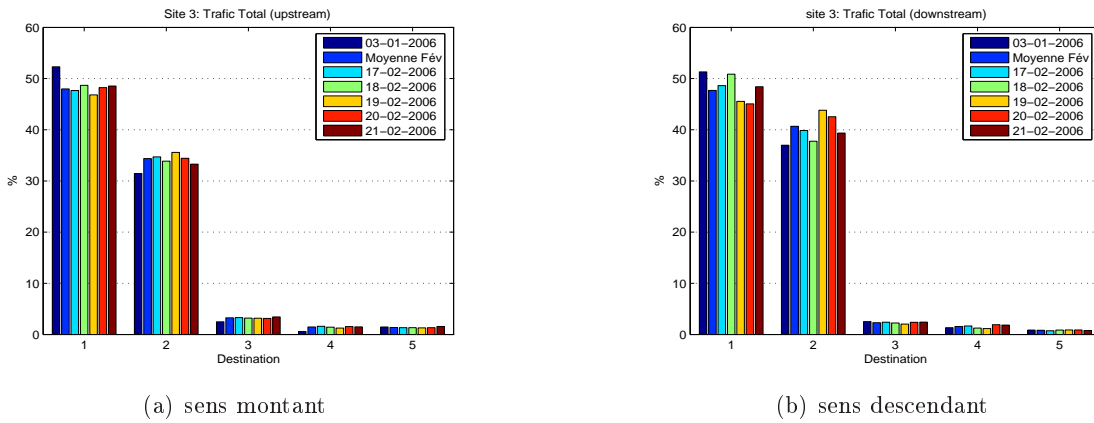 Site 3: Trafic Total (upstream)
60
50
40
30
20
10
0
%
03−01−2006
Moyenne Fév
17−02−2006
18−02−2006
19−02−2006
20−02−2006
21−02−2006
1 2 3 4 5
Destination
(a) sens montant
site 3: Trafic Total (downstream)
60
50
40
30
20
10
0
%
03−01−2006
Moyenne Fév
17−02−2006
18−02−2006
19−02−2006
20−02−2006
21−02−2006
1 2 3 4 5
Destination
(b) sens descendant